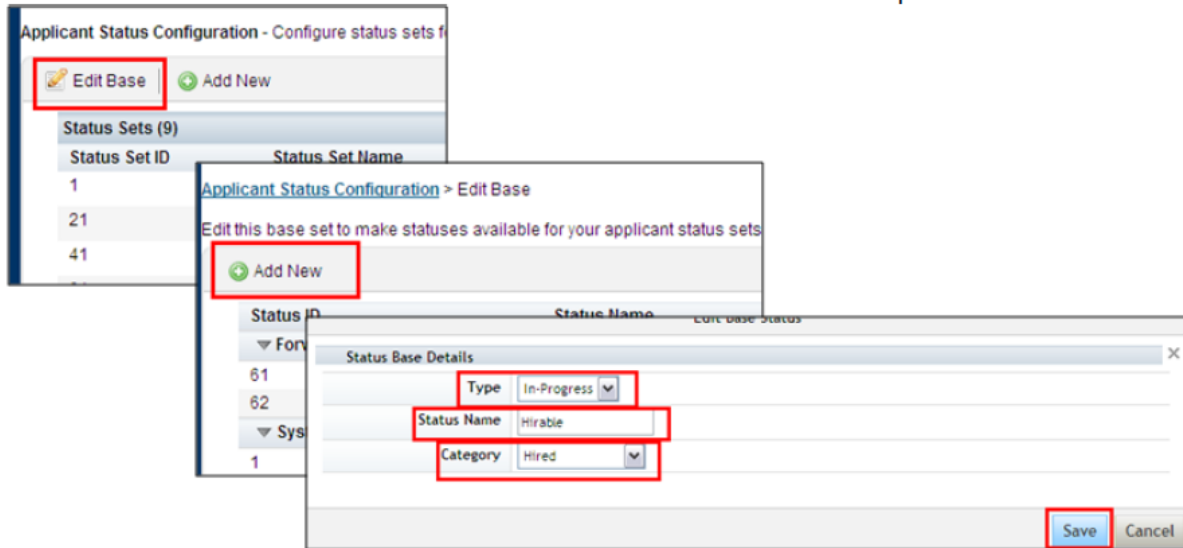 Applicant Status Configuration - Configure status sets f
Edit Base
Add New
Status Sets (9)
Status Set ID Status Set Name
1
21
41
Applicant Status Configuration > Edit Base
Edit this base set to make statuses available for your applicant status sets
Add New
Status ID Status Name
Forw
61
62
Sys
1
Edit Base Status
Status Base Details
Type In-Progress
Status Name Hirable
Category Hired
Save Cancel